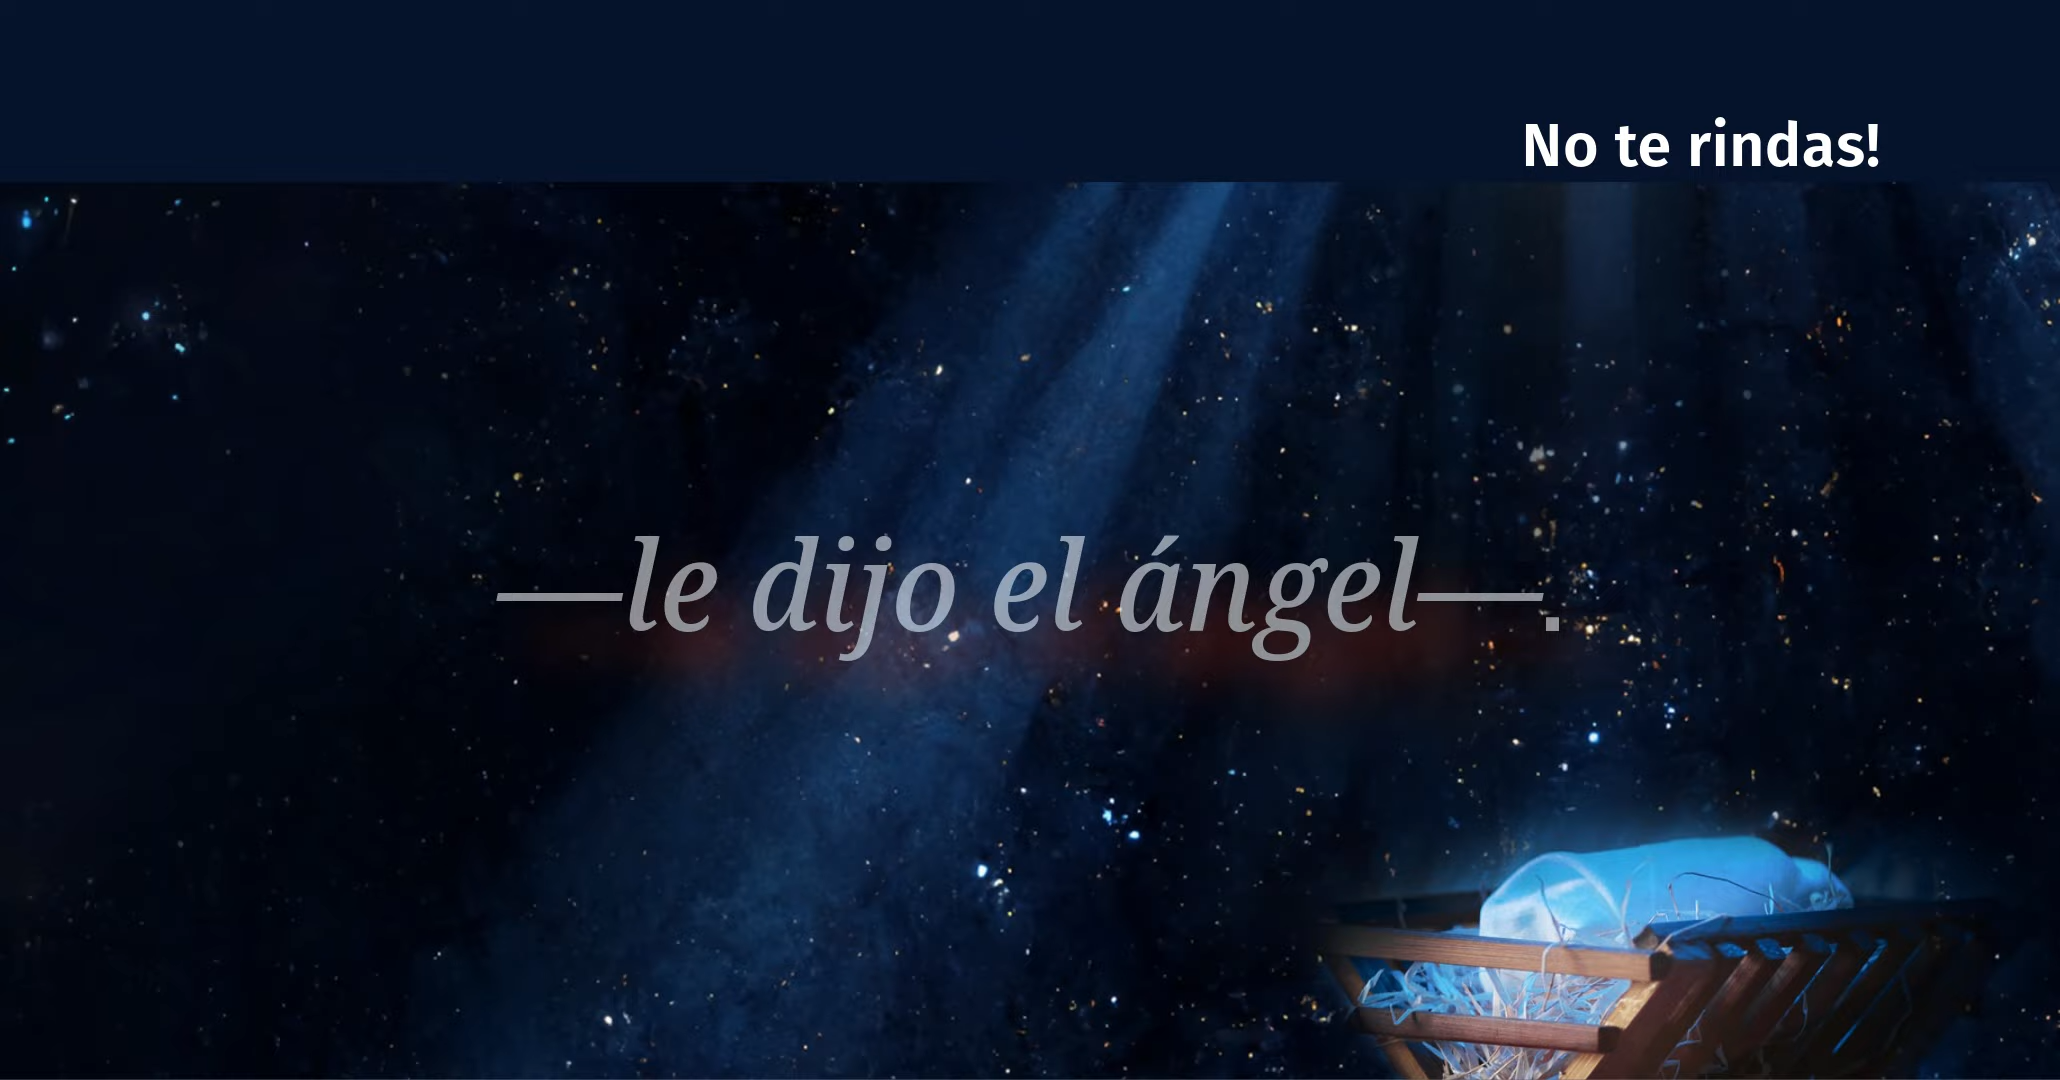 No te rindas!
—le dijo el ángel—.